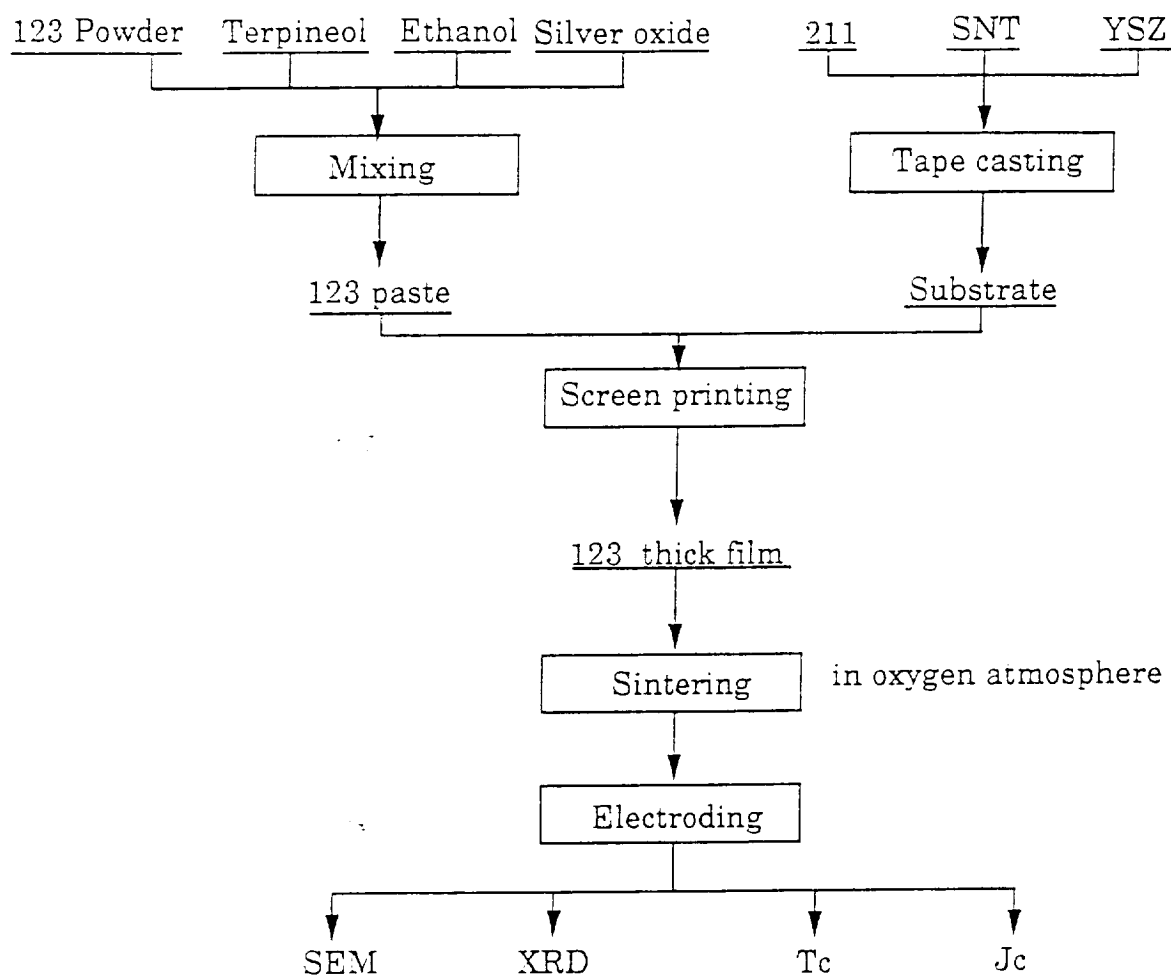 123 Powder Terpineol Ethanol Silver oxide 211 SNT YSZ
Mixing Tape casting
123 paste Substrate
Screen printing
123 thick film
Sintering in oxygen atmosphere
Electroding
SEM XRD Tc Jc